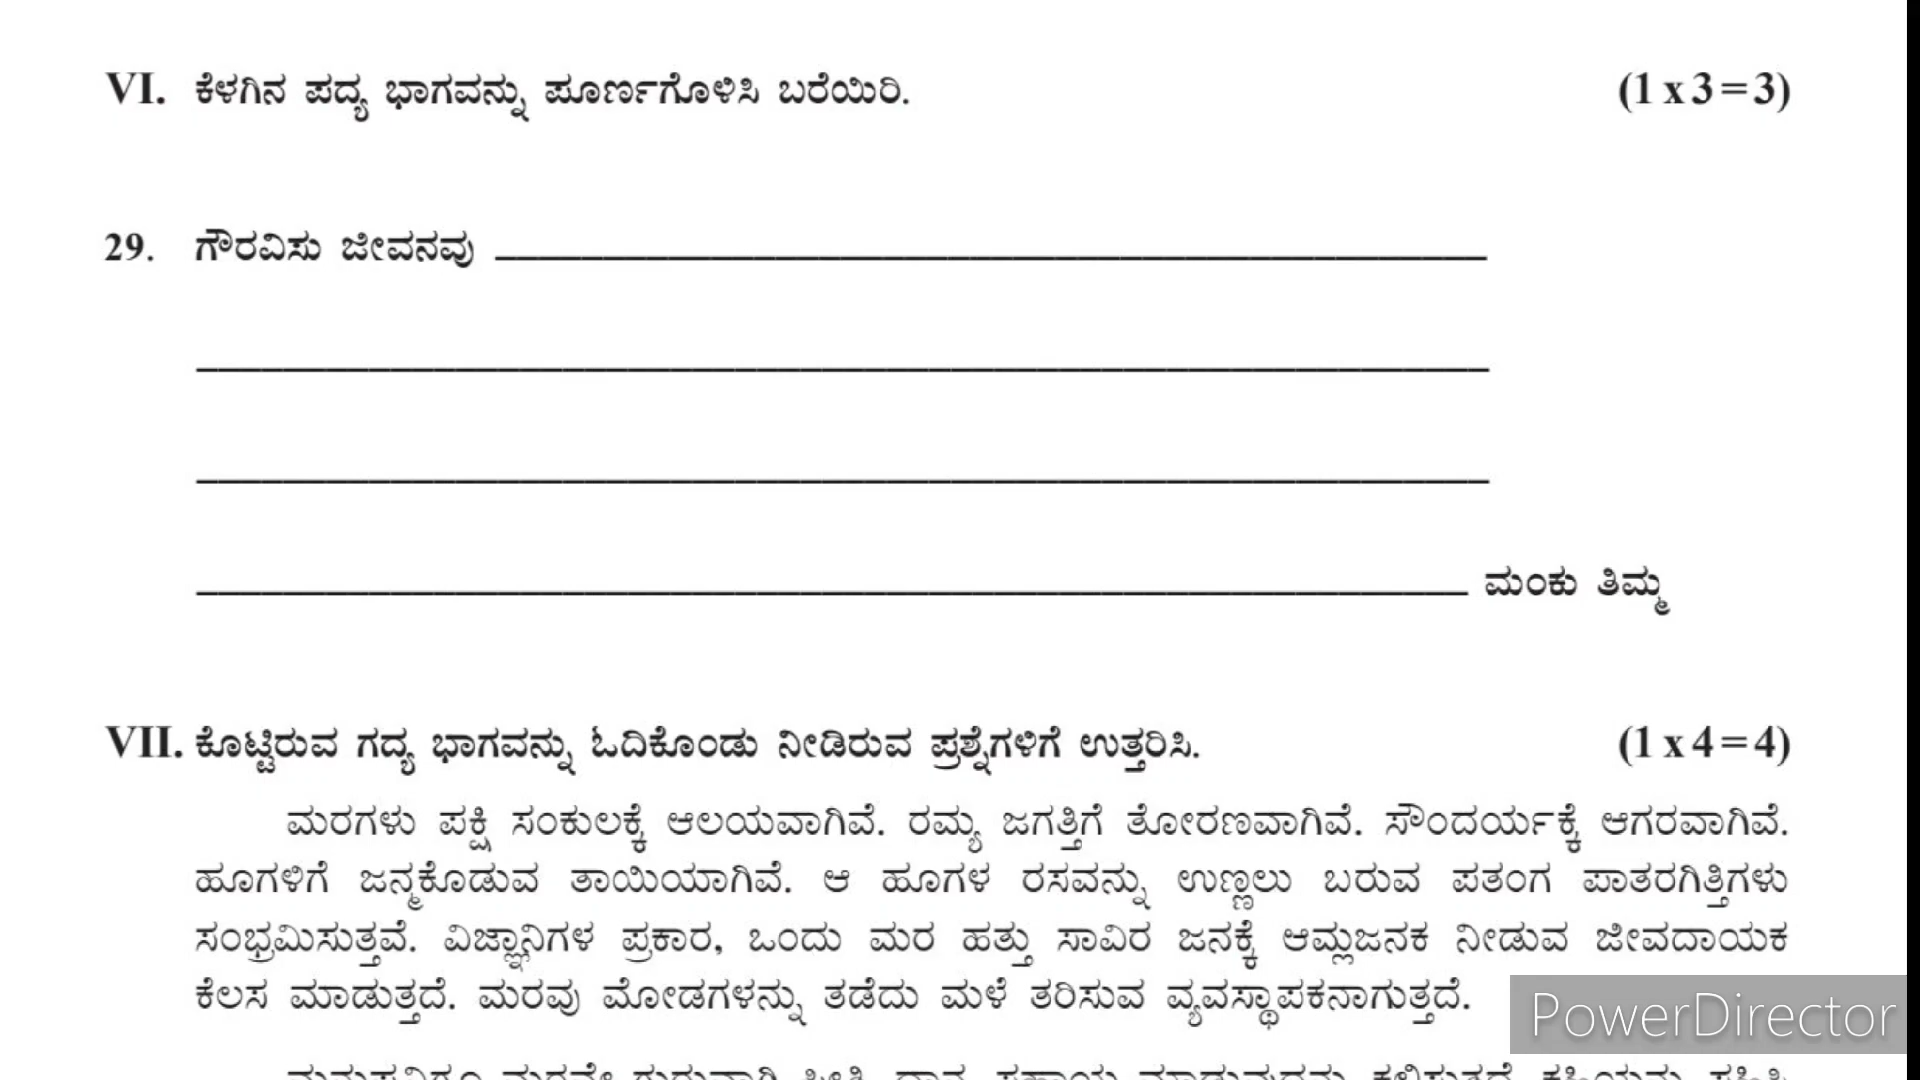 VI. ಕೆಳಗಿನ ಪದ್ಯ ಭಾಗವನ್ನು ಪೂರ್ಣಗೊಳಿಸಿ ಬರೆಯಿರಿ. (1 x 3 = 3)
29. ಗೌರವಿಸು ಜೀವನವು
ಮಂಕು ತಿಮ್ಮ
VII. ಕೊಟ್ಟಿರುವ ಗದ್ಯ ಭಾಗವನ್ನು ಓದಿಕೊಂಡು ನೀಡಿರುವ ಪ್ರಶ್ನೆಗಳಿಗೆ ಉತ್ತರಿಸಿ. (1 x 4 = 4)
ಮರಗಳು ಪಕ್ಷಿ ಸಂಕುಲಕ್ಕೆ ಆಲಯವಾಗಿವೆ. ರಮ್ಯ ಜಗತ್ತಿಗೆ ತೋರಣವಾಗಿವೆ. ಸೌಂದರ್ಯಕ್ಕೆ ಆಗರವಾಗಿವೆ.
ಹೂಗಳಿಗೆ ಜನ್ಮಕೊಡುವ ತಾಯಿಯಾಗಿವೆ. ಆ ಹೂಗಳ ರಸವನ್ನು ಉಣ್ಣಲು ಬರುವ ಪತಂಗ ಪಾತರಗಿತ್ತಿಗಳು
ಸಂಭ್ರಮಿಸುತ್ತವೆ. ವಿಜ್ಞಾನಿಗಳ ಪ್ರಕಾರ, ಒಂದು ಮರ ಹತ್ತು ಸಾವಿರ ಜನಕ್ಕೆ ಆಮ್ಲಜನಕ ನೀಡುವ ಜೀವದಾಯಕ
ಕೆಲಸ ಮಾಡುತ್ತದೆ. ಮರವು ಮೋಡಗಳನ್ನು ತಡೆದು ಮಳೆ ತರಿಸುವ ವ್ಯವಸ್ಥಾಪಕನಾಗುತ್ತದೆ.
PowerDirector